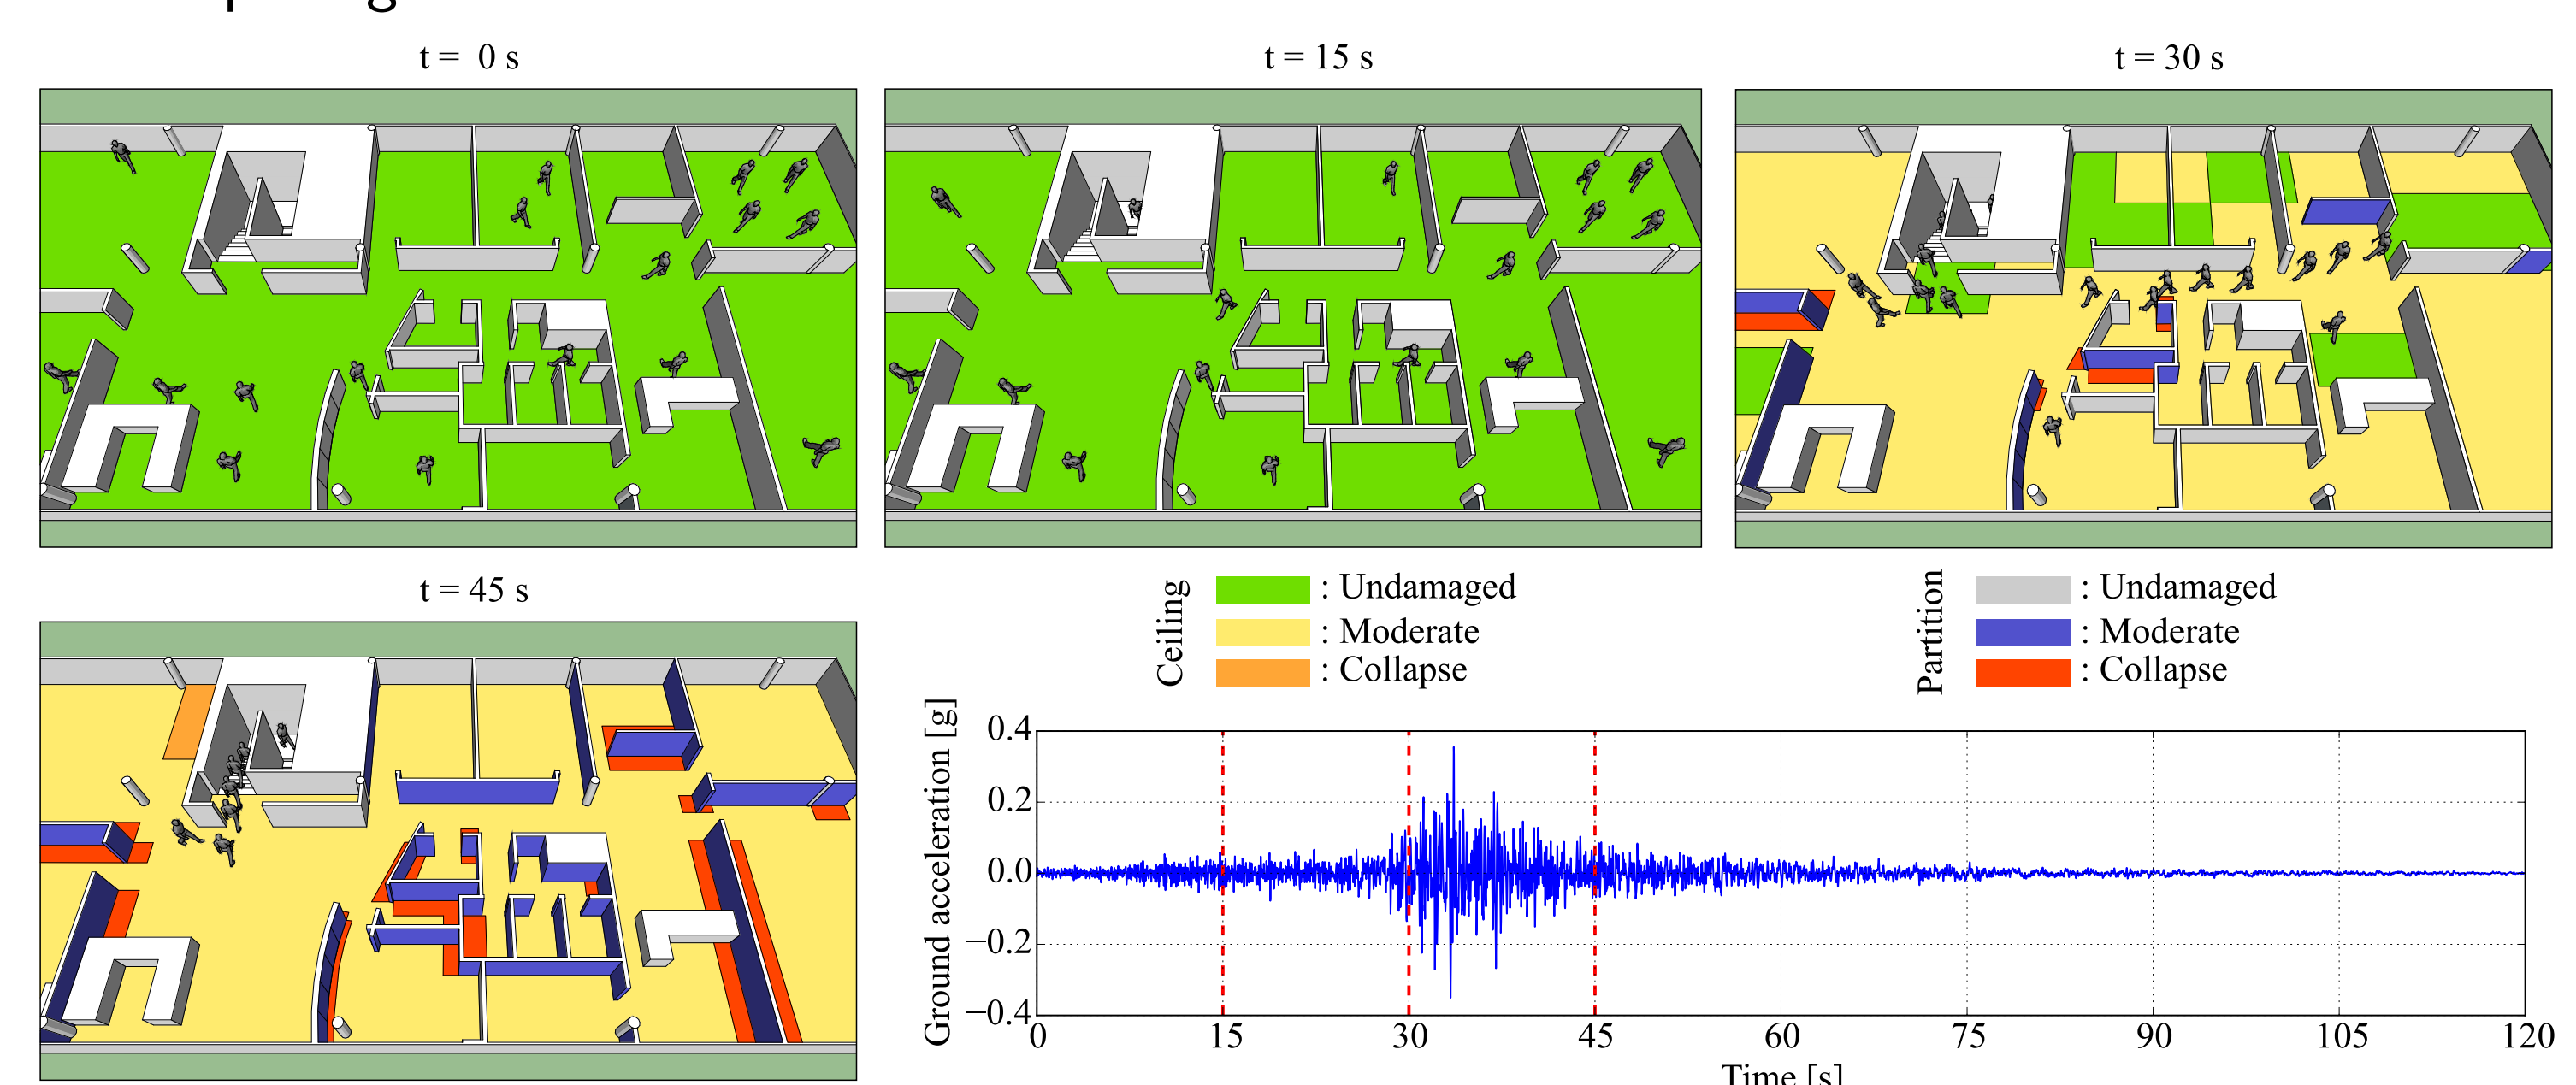 t = 0 s
t = 15 s
t = 30 s
t = 45 s
Ceiling
: Undamaged
: Moderate
: Collapse
Partition
: Undamaged
: Moderate
: Collapse
Ground acceleration [g]
0.4
0.2
0.0
−0.2
−0.4
0 15 30 45 60 75 90 105 120
Time [s]